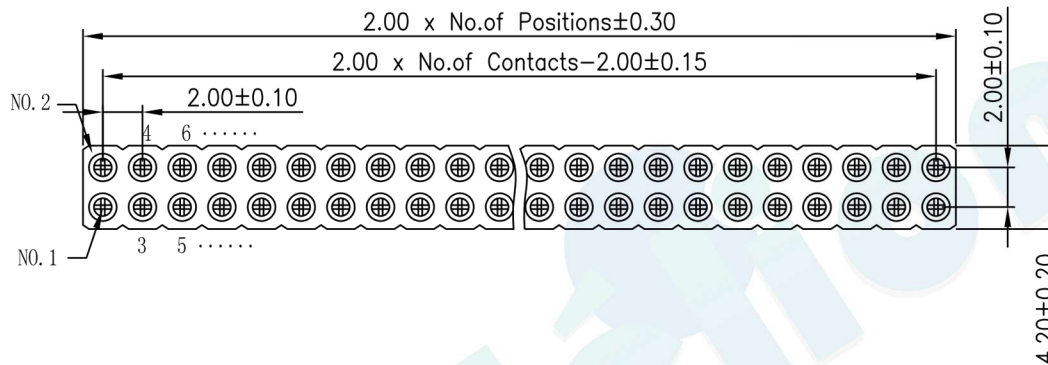 2.00 x No.of Positions±0.30
2.00 x No.of Contacts-2.00±0.15
2.00±0.10
2.00±0.10
NO.2
4 6 ······
NO.1
3 5 ······
4.20±0.20